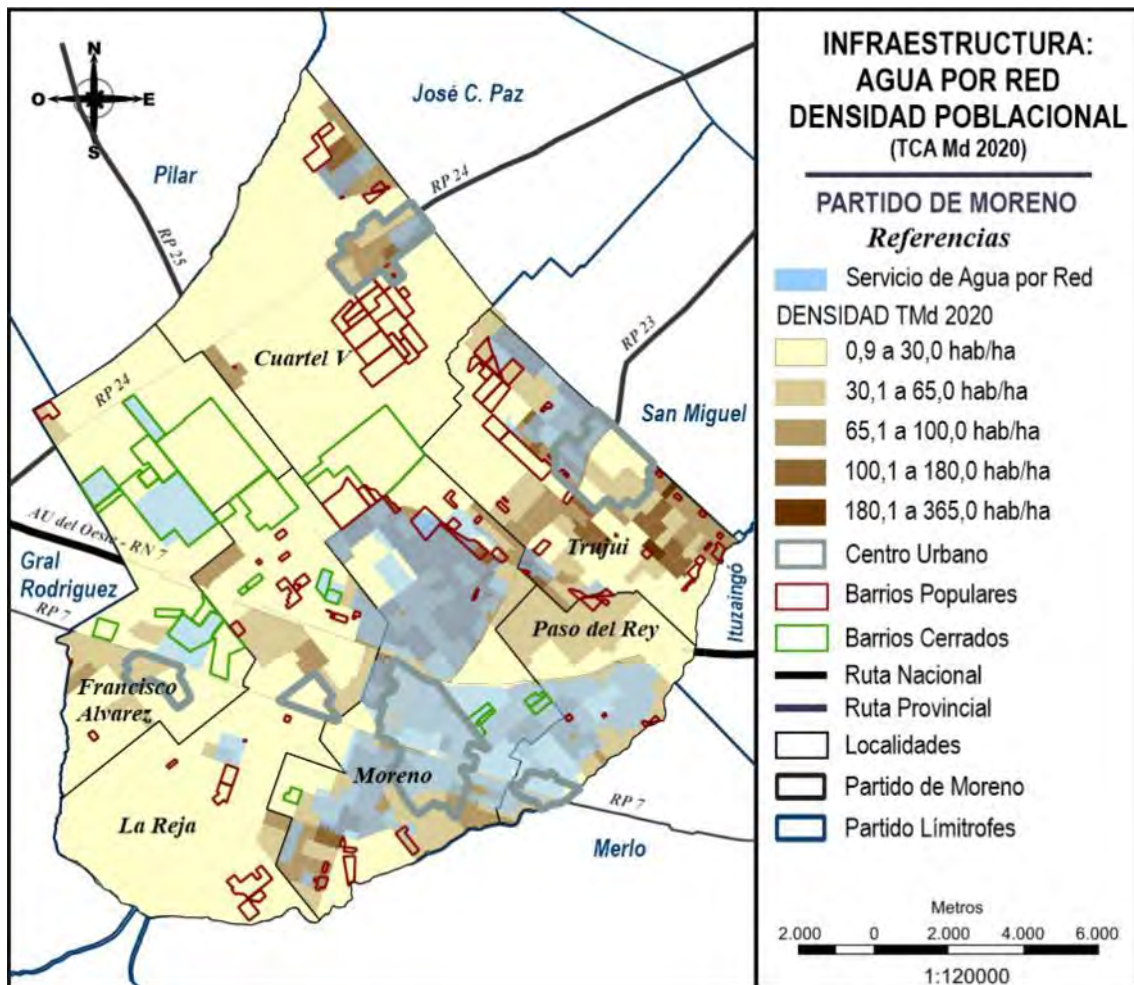 N
O
E
S
José C. Paz
Pilar
RP 24
RP 25
RP 23
Cuartel V
RP 24
San Miguel
AU del Oeste - RN 7
Trujui
Gral
Rodriguez
Ituzaingó
RP 7
Paso del Rey
Francisco
Alvarez
Moreno
RP 7
La Reja
Merlo
INFRAESTRUCTURA:
AGUA POR RED
DENSIDAD POBLACIONAL
(TCA Md 2020)
PARTIDO DE MORENO
Referencias
Servicio de Agua por Red
DENSIDAD TMd 2020
0,9 a 30,0 hab/ha
30,1 a 65,0 hab/ha
65,1 a 100,0 hab/ha
100,1 a 180,0 hab/ha
180,1 a 365,0 hab/ha
Centro Urbano
Barrios Populares
Barrios Cerrados
Ruta Nacional
Ruta Provincial
Localidades
Partido de Moreno
Partido Límitrofes
Metros
2.000 0 2.000 4.000 6.000
1:120000